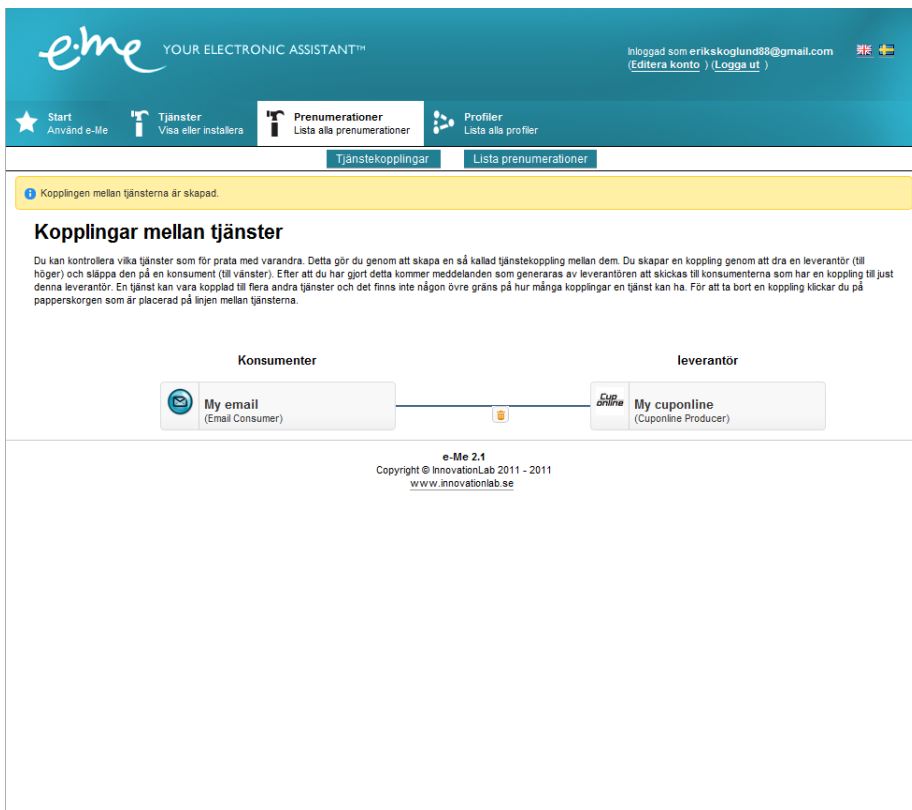 e·me YOUR ELECTRONIC ASSISTANT™
Inloggad som erikskoglund88@gmail.com
(Editera konto ) (Logga ut )
Start
Använd e-Me
Tjänster
Visa eller installera
Prenumerationer
Lista alla prenumerationer
Profiler
Lista alla profiler
Tjänstekopplingar Lista prenumerationer
Kopplingen mellan tjänsterna är skapad.
Kopplingar mellan tjänster
Du kan kontrollera vilka tjänster som för prata med varandra. Detta gör du genom att skapa en så kallad tjänstekoppling mellan dem. Du skapar en koppling genom att dra en leverantör (till
höger) och släppa den på en konsument (till vänster). Efter att du har gjort detta kommer meddelanden som genereras av leverantören att skickas till konsumenterna som har en koppling till just
denna leverantör. En tjänst kan vara kopplad till flera andra tjänster och det finns inte någon övre gräns på hur många kopplingar en tjänst kan ha. För att ta bort en koppling klickar du på
papperskorgen som är placerad på linjen mellan tjänsterna.
Konsumenter
leverantör
My email
(Email Consumer)
Cup
online
My cuponline
(Cuponline Producer)
e-Me 2.1
Copyright © InnovationLab 2011 - 2011
www.innovationlab.se